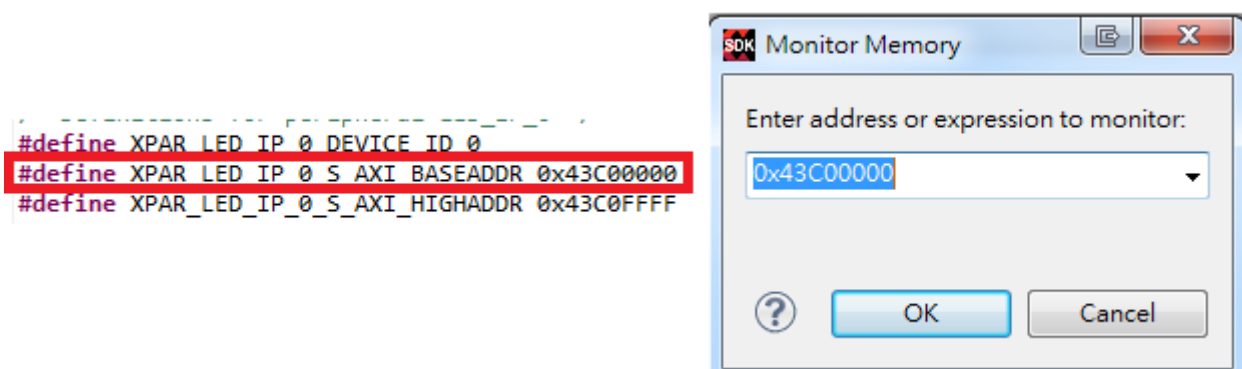 #define XPAR_LED_IP_0_DEVICE_ID 0
#define XPAR_LED_IP_0_S_AXI_BASEADDR 0x43C00000
#define XPAR_LED_IP_0_S_AXI_HIGHADDR 0x43C0FFFF
SDK Monitor Memory
Enter address or expression to monitor:
0x43C00000
? OK Cancel